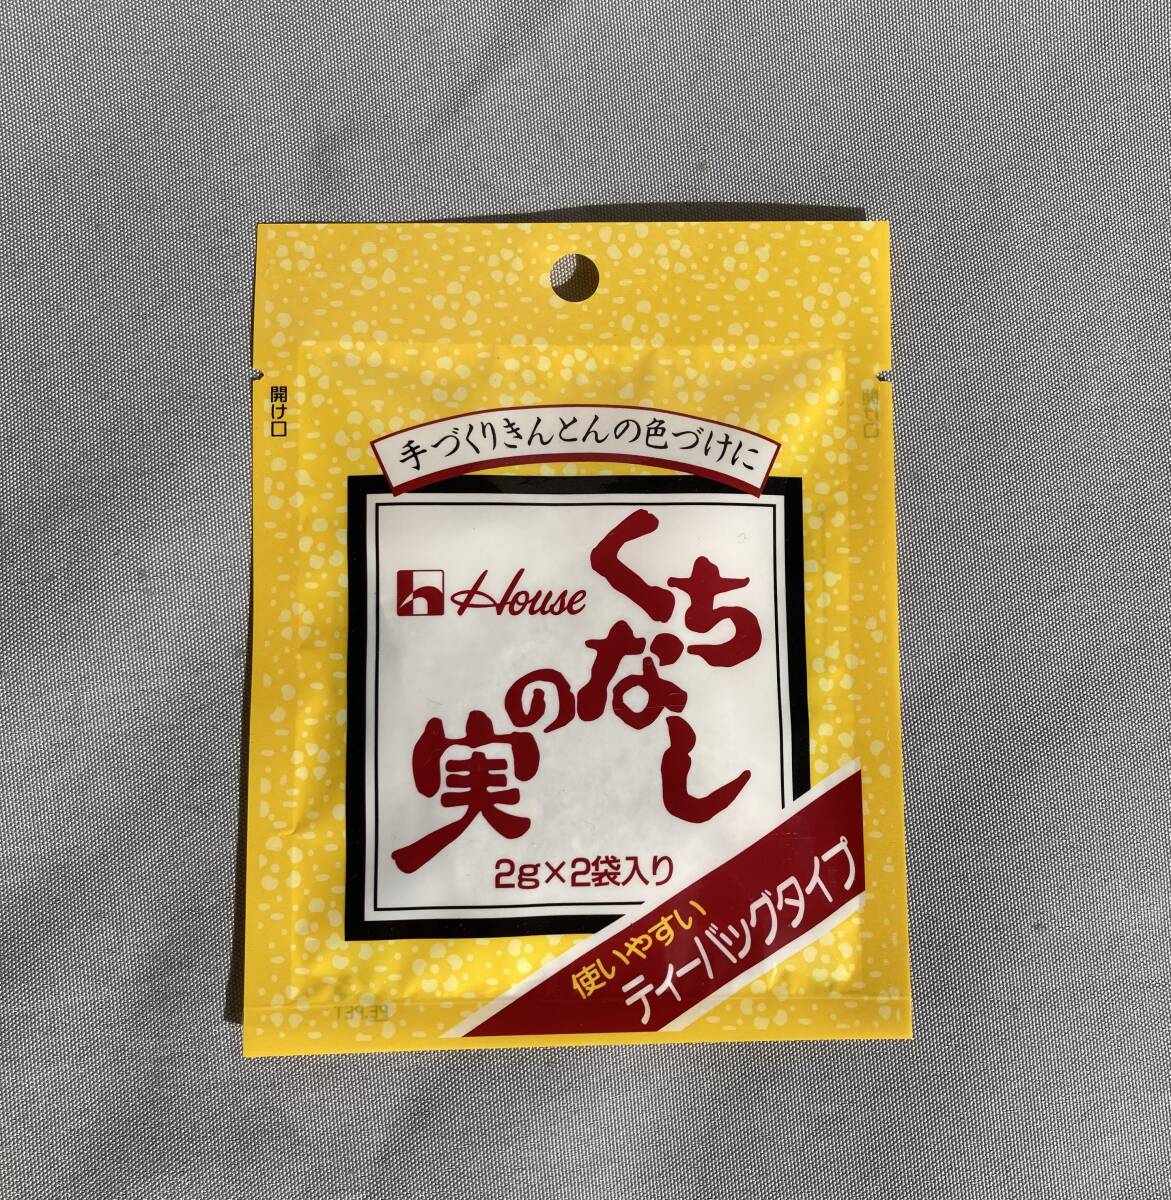 開け口
手づくりきんとんの色づけに
House
くちなしの実
2g×2袋入り
使いやすい
ティーバッグタイプ
PE.PET